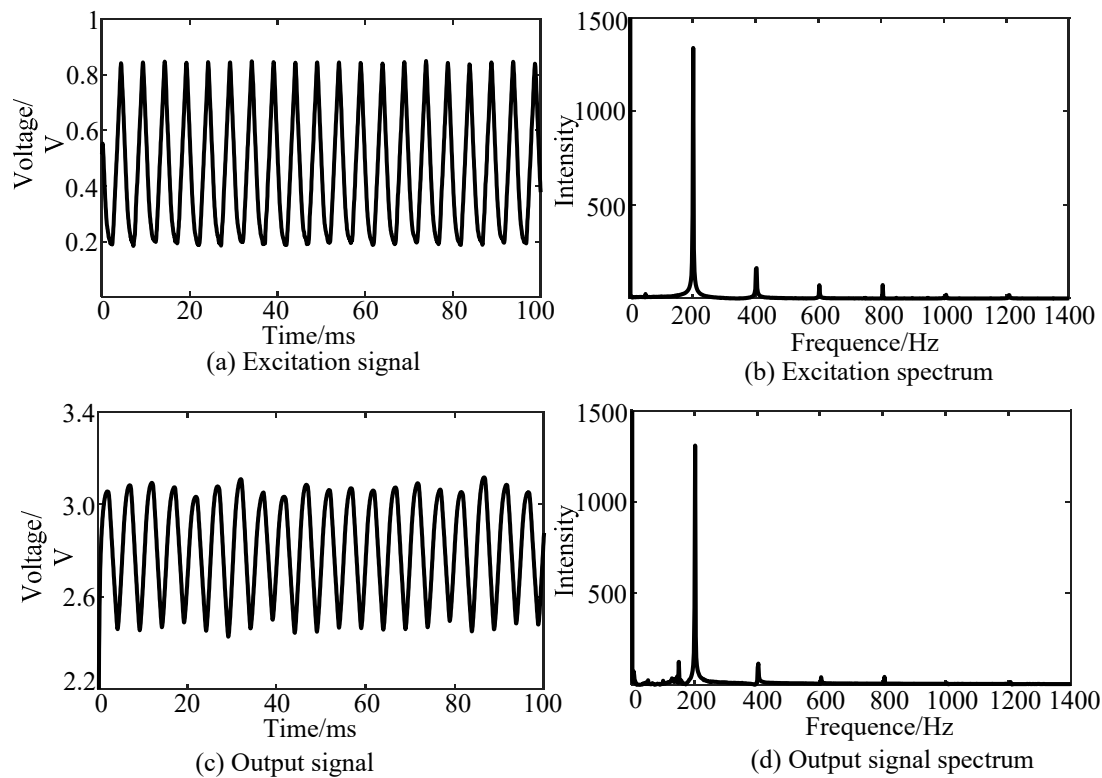 1
0.8
0.6
0.4
0.2
Voltage/
V
0 20 40 60 80 100
Time/ms
(a) Excitation signal
1500
1000
500
Intensity
0 200 400 600 800 1000 1200 1400
Frequence/Hz
(b) Excitation spectrum
3.4
3.0
2.6
2.2
Voltage/
V
0 20 40 60 80 100
Time/ms
(c) Output signal
1500
1000
500
Intensity
0 200 400 600 800 1000 1200 1400
Frequence/Hz
(d) Output signal spectrum